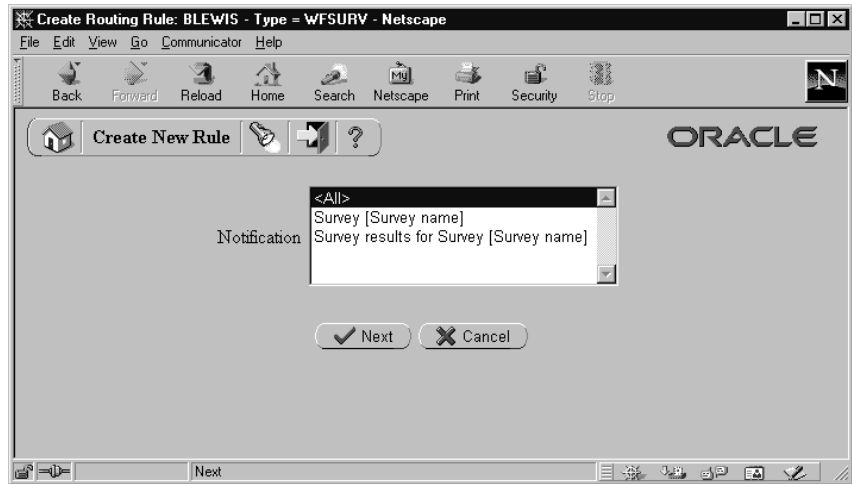 Create Routing Rule: BLEWIS - Type = WFSURV - Netscape
File Edit View Go Communicator Help
Back Forward Reload Home Search Netscape Print Security Stop
My
N
Create New Rule ?
ORACLE
<All>
Survey [Survey name]
Notification Survey results for Survey [Survey name]
Next Cancel
Next